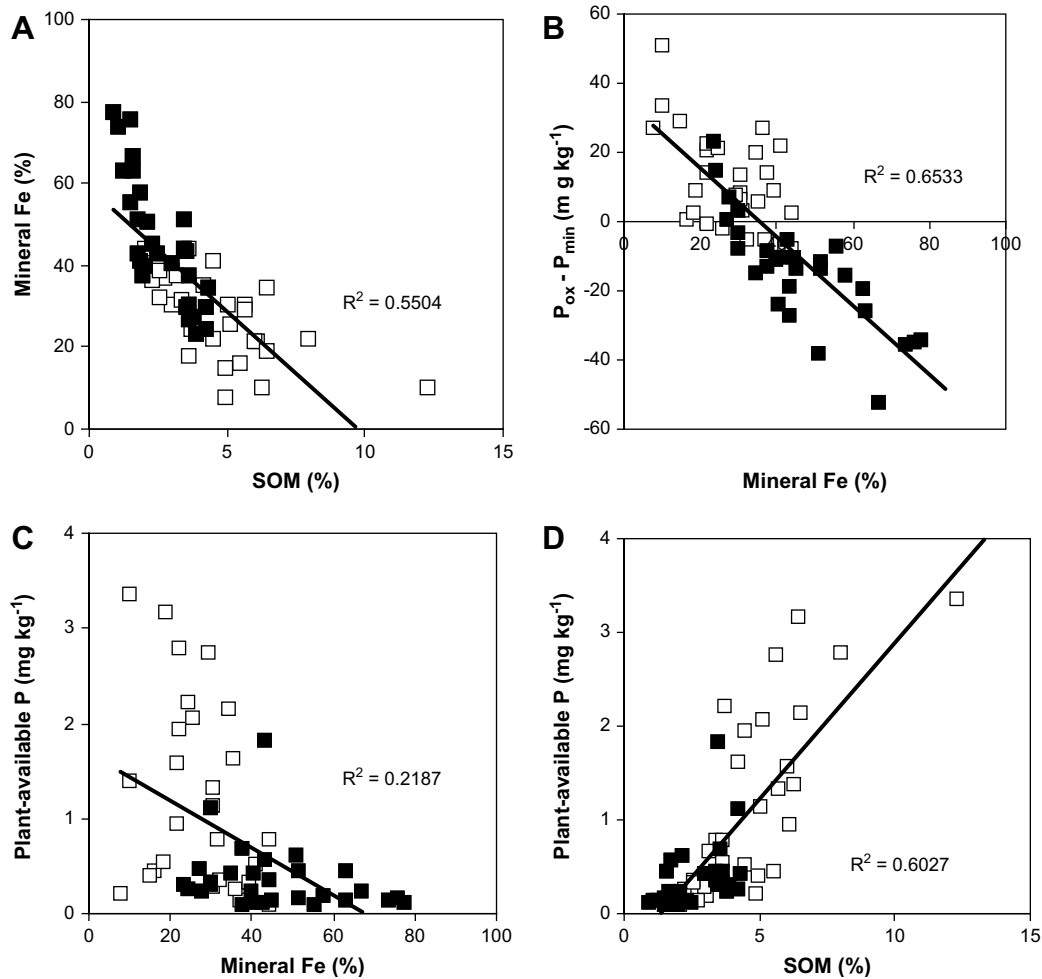 A
100
80
60
40
20
0
Mineral Fe (%)
R² = 0.5504
0 5 10 15
SOM (%)
B
60
40
20
0
-20
-40
-60
P_ox - P_min (m g kg⁻¹)
R² = 0.6533
0 20 40 60 80 100
Mineral Fe (%)
C
4
3
2
1
0
Plant-available P (mg kg⁻¹)
R² = 0.2187
0 20 40 60 80 100
Mineral Fe (%)
D
4
3
2
1
0
Plant-available P (mg kg⁻¹)
R² = 0.6027
0 5 10 15
SOM (%)